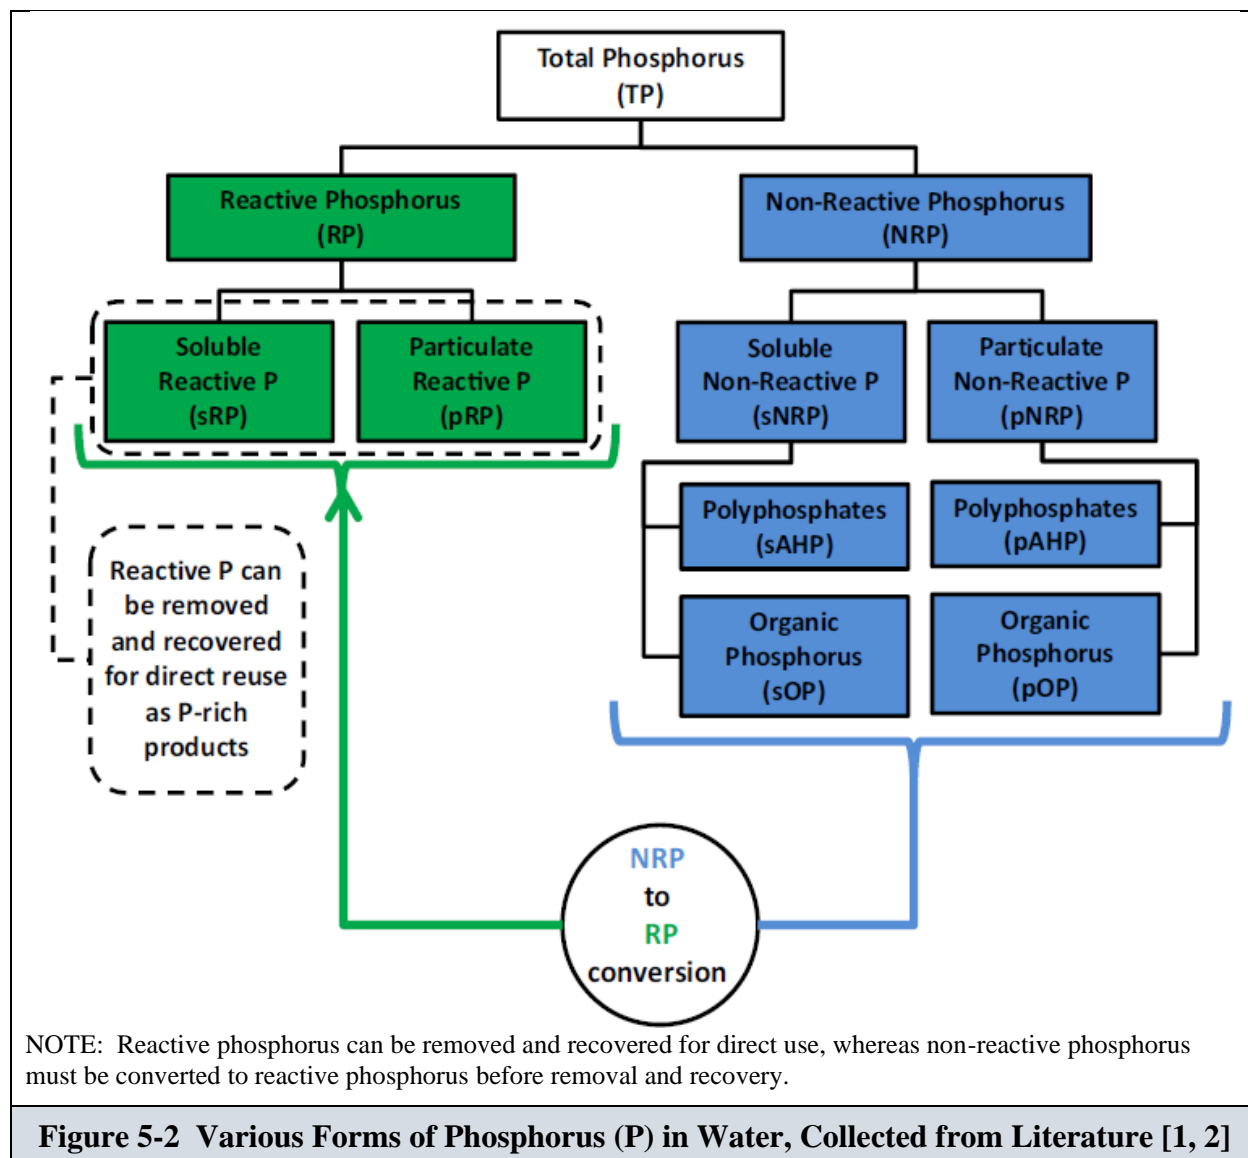 Total Phosphorus
(TP)
Reactive Phosphorus
(RP)
Non-Reactive Phosphorus
(NRP)
Soluble
Reactive P
(sRP)
Particulate
Reactive P
(pRP)
Soluble
Non-Reactive P
(sNRP)
Particulate
Non-Reactive P
(pNRP)
Polyphosphates
(sAHP)
Polyphosphates
(pAHP)
Organic
Phosphorus
(sOP)
Organic
Phosphorus
(pOP)
Reactive P can
be removed
and recovered
for direct reuse
as P-rich
products
NRP
to
RP
conversion
NOTE: Reactive phosphorus can be removed and recovered for direct use, whereas non-reactive phosphorus
must be converted to reactive phosphorus before removal and recovery.
Figure 5-2 Various Forms of Phosphorus (P) in Water, Collected from Literature [1, 2]